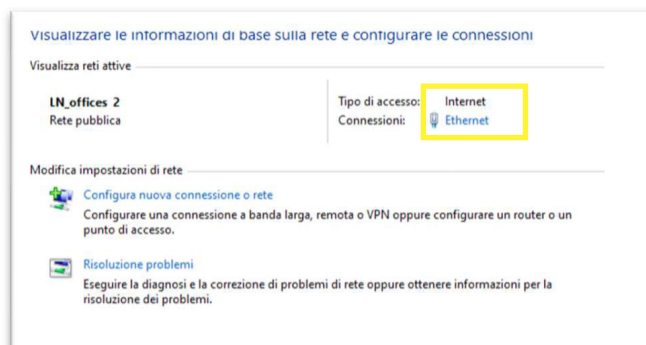 Visualizzare le informazioni di base sulla rete e configurare le connessioni
Visualizza reti attive
LN_offices 2
Rete pubblica
Tipo di accesso: Internet
Connessioni: Ethernet
Modifica impostazioni di rete
Configura nuova connessione o rete
Configurare una connessione a banda larga, remota o VPN oppure configurare un router o un
punto di accesso.
Risoluzione problemi
Eseguire la diagnosi e la correzione di problemi di rete oppure ottenere informazioni per la
risoluzione dei problemi.